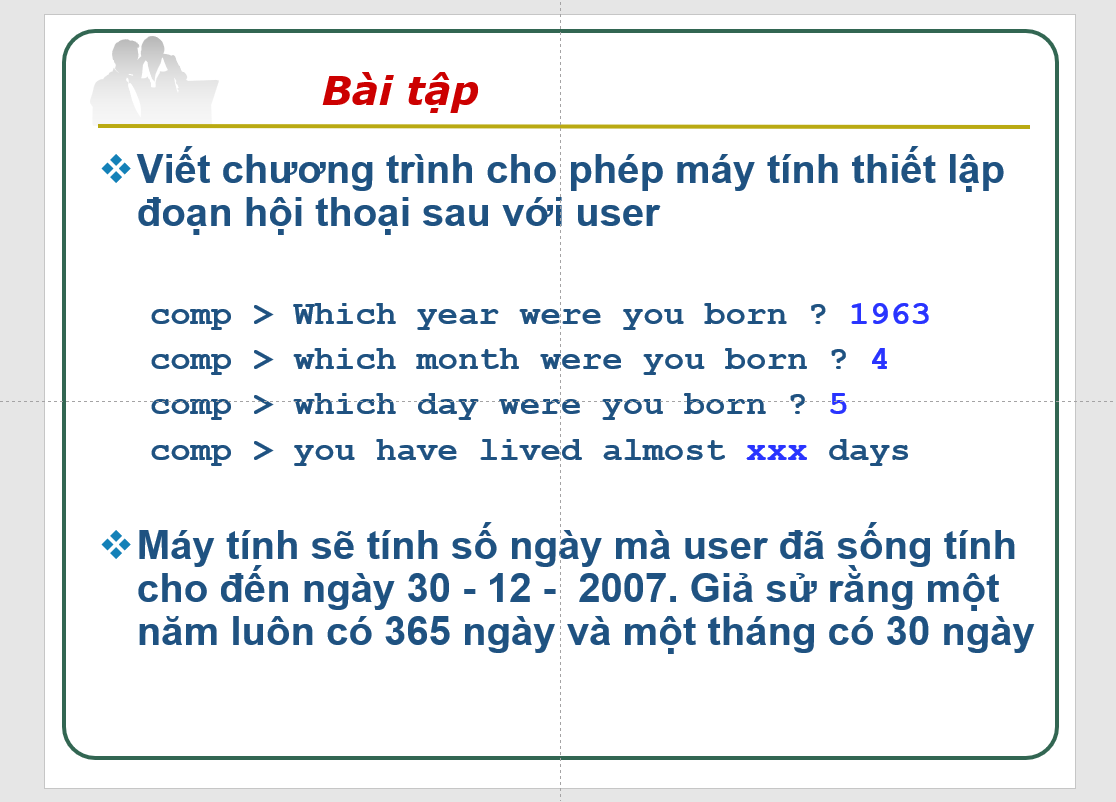 Bài tập
Viết chương trình cho phép máy tính thiết lập
đoạn hội thoại sau với user
comp > Which year were you born ? 1963
comp > which month were you born ? 4
comp > which day were you born ? 5
comp > you have lived almost xxx days
Máy tính sẽ tính số ngày mà user đã sống tính
cho đến ngày 30 - 12 -  2007. Giả sử rằng một
năm luôn có 365 ngày và một tháng có 30 ngày